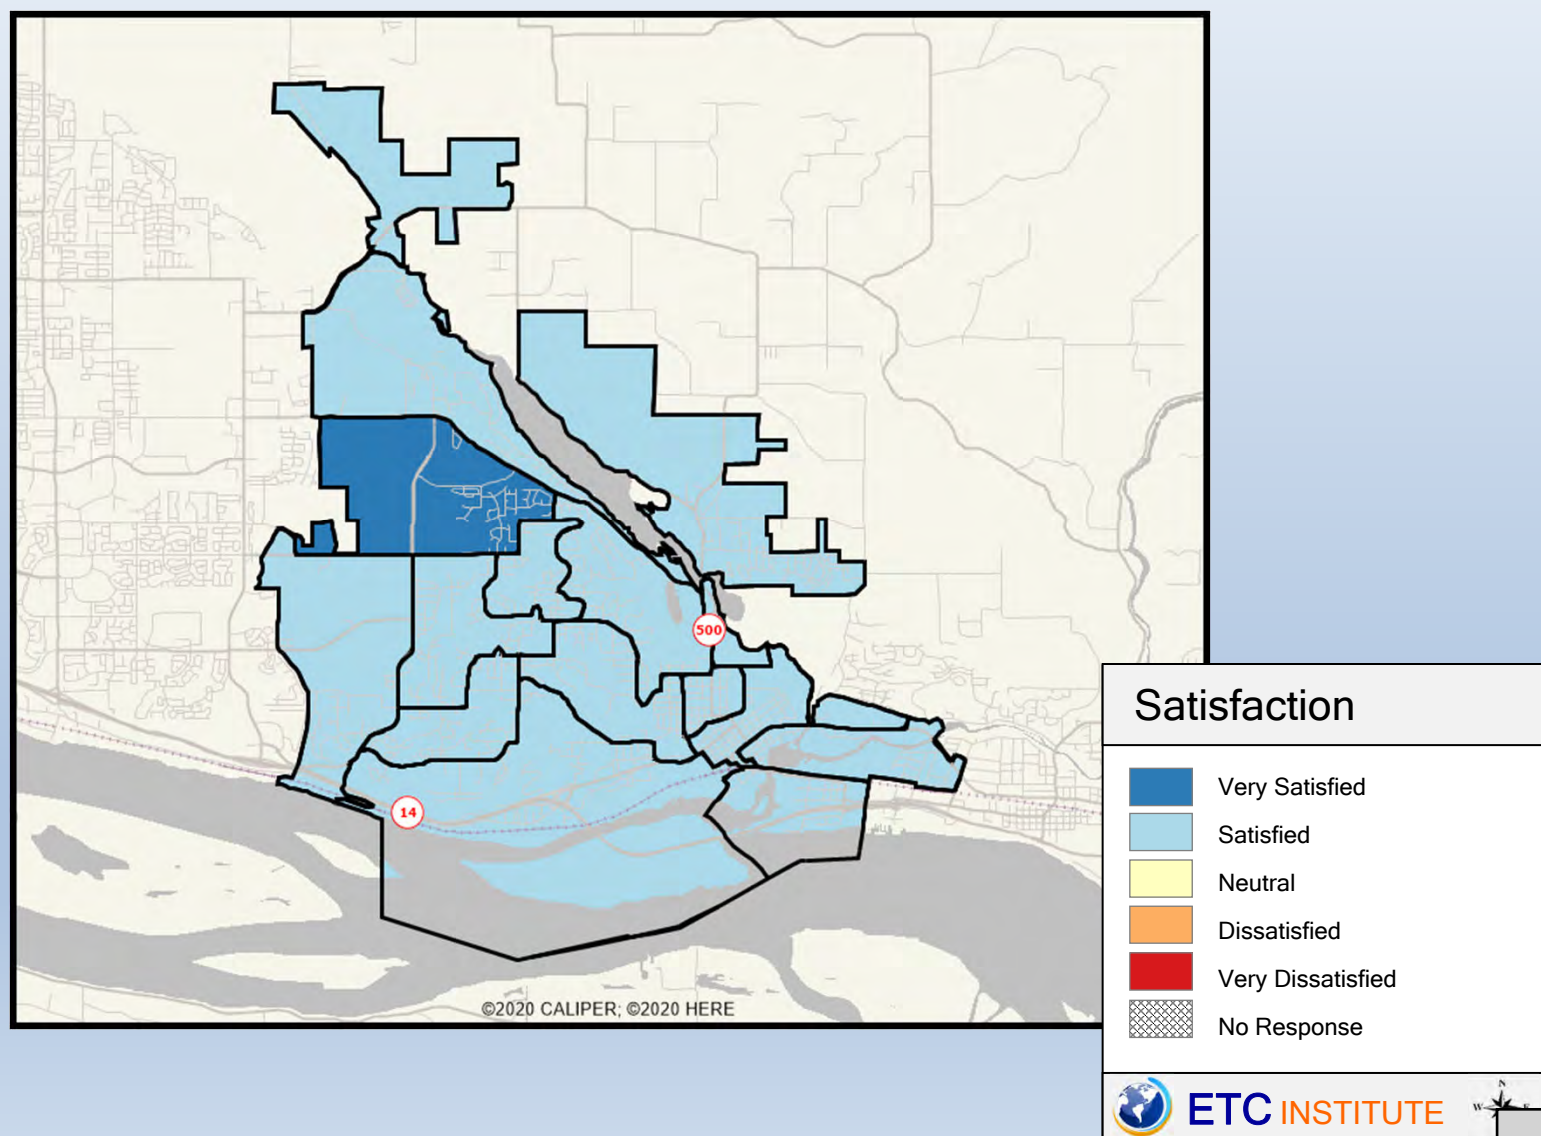 500
14
©2020 CALIPER; ©2020 HERE
Satisfaction
Very Satisfied
Satisfied
Neutral
Dissatisfied
Very Dissatisfied
No Response
ETC INSTITUTE
N
W E